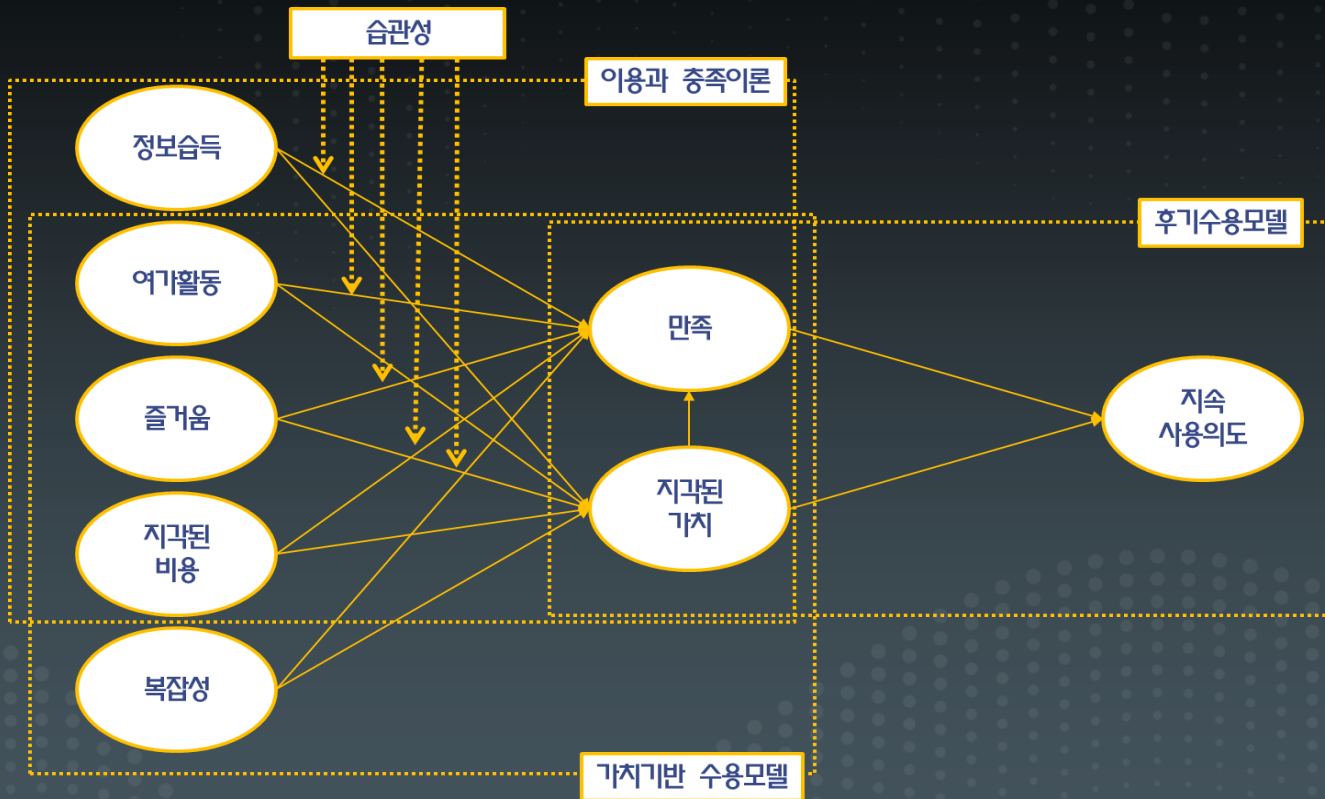 습관성
이용과 충족이론
정보습득
후기수용모델
여가활동
만족
즐거움
지속
사용의도
지각된
가치
지각된
비용
복잡성
가치기반 수용모델